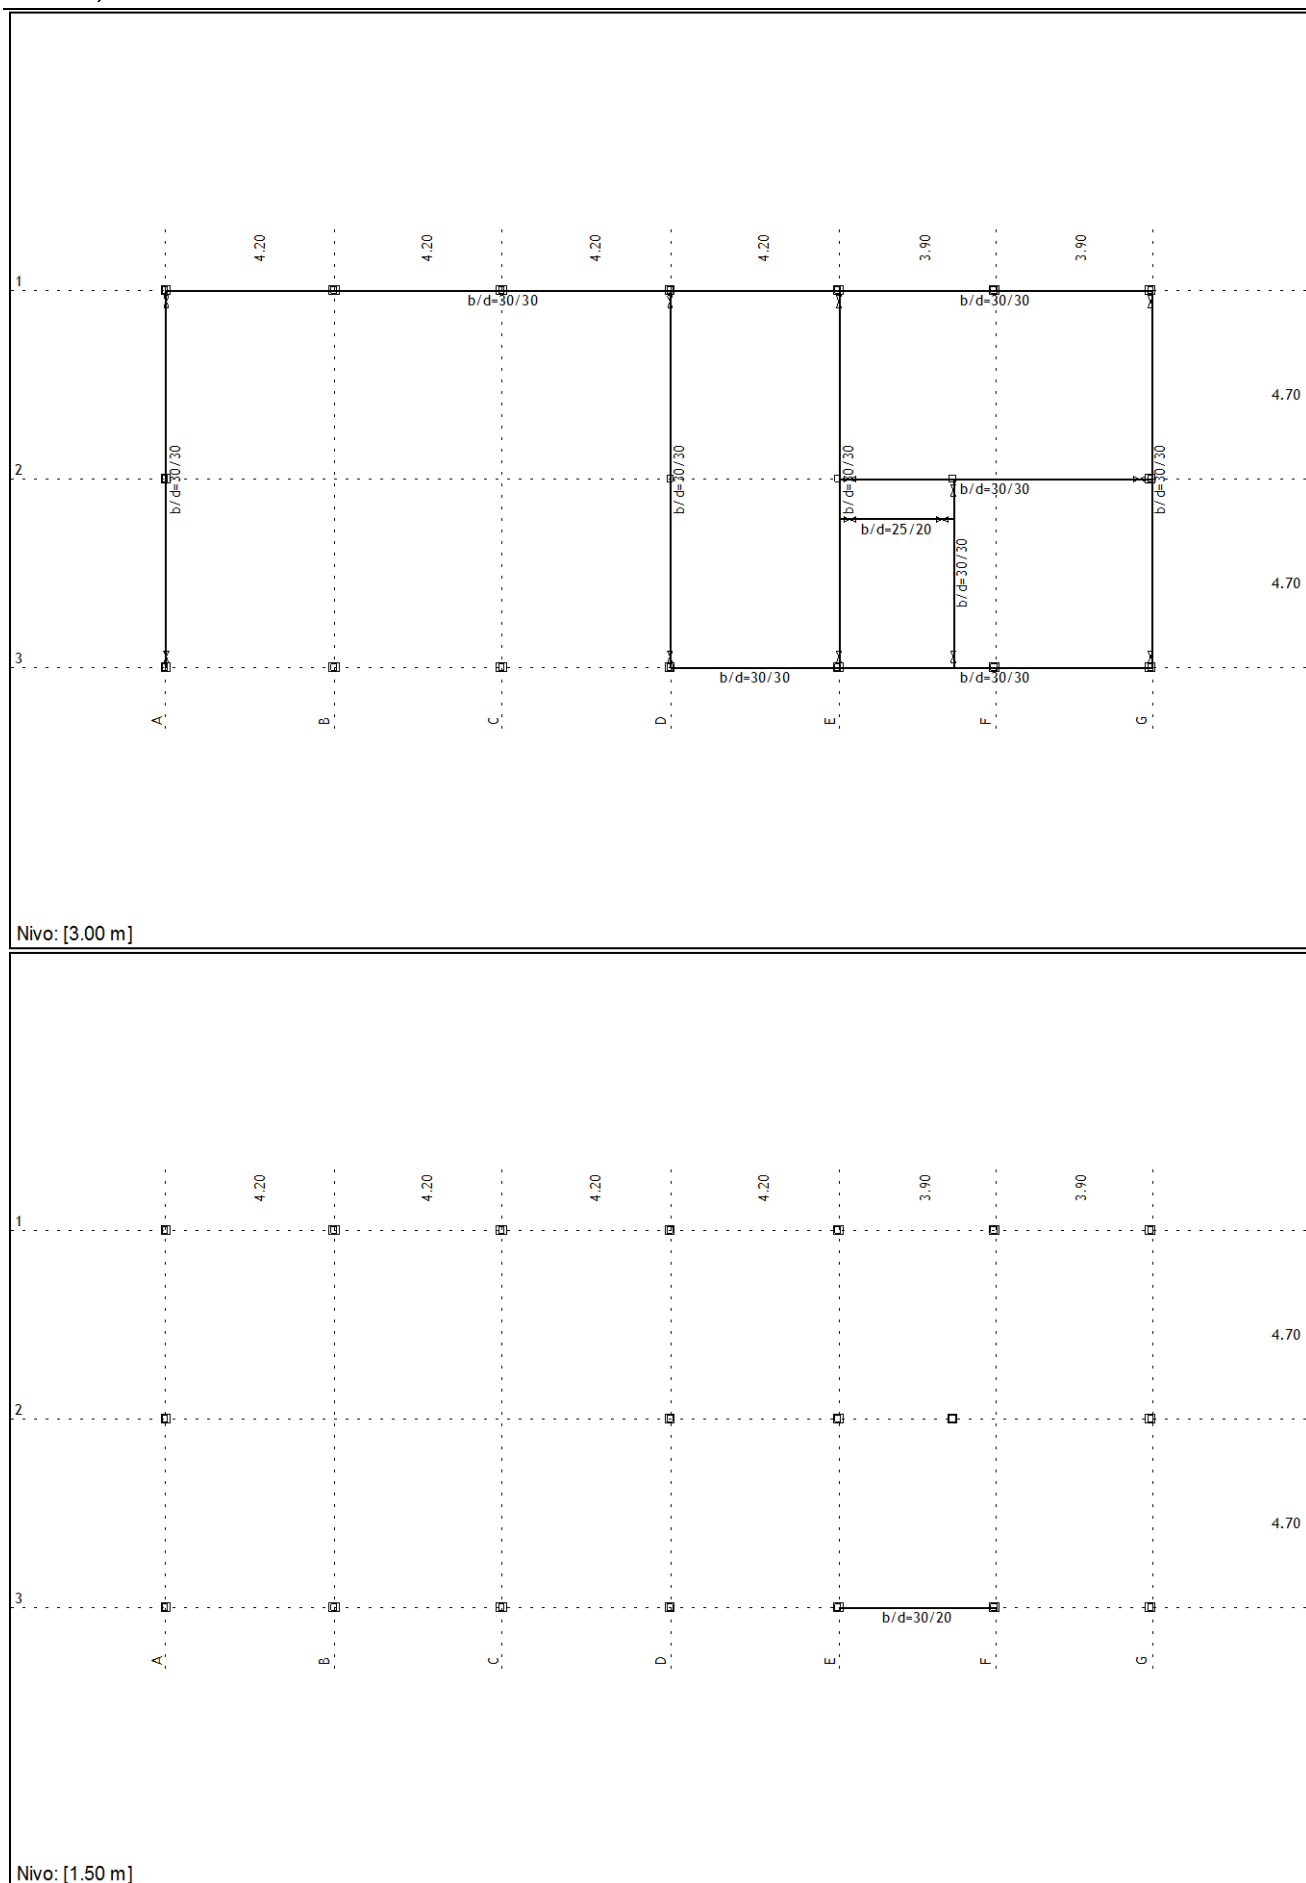 4.20 4.20 4.20 4.20 3.90 3.90
1
b/d=30/30 b/d=30/30
4.70
2
b/d=30/30 b/d=30/30 b/d=30/30 b/d=30/30 b/d=30/30
b/d=25/20
b/d=30/30
4.70
3
b/d=30/30 b/d=30/30
A B C D E F G
Nivo: [3.00 m]
4.20 4.20 4.20 4.20 3.90 3.90
1
4.70
2
4.70
3
b/d=30/20
A B C D E F G
Nivo: [1.50 m]